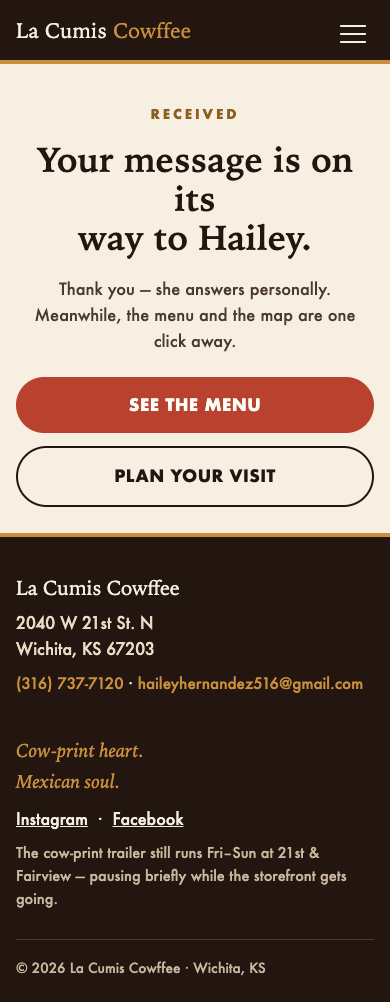 La Cumis Cowffee
RECEIVED
Your message is on
its
way to Hailey.
Thank you — she answers personally.
Meanwhile, the menu and the map are one
click away.
SEE THE MENU
PLAN YOUR VISIT
La Cumis Cowffee
2040 W 21st St. N
Wichita, KS 67203
(316) 737-7120 · haileyhernandez516@gmail.com
Cow-print heart.
Mexican soul.
Instagram · Facebook
The cow-print trailer still runs Fri–Sun at 21st &
Fairview — pausing briefly while the storefront gets
going.
© 2026 La Cumis Cowffee · Wichita, KS